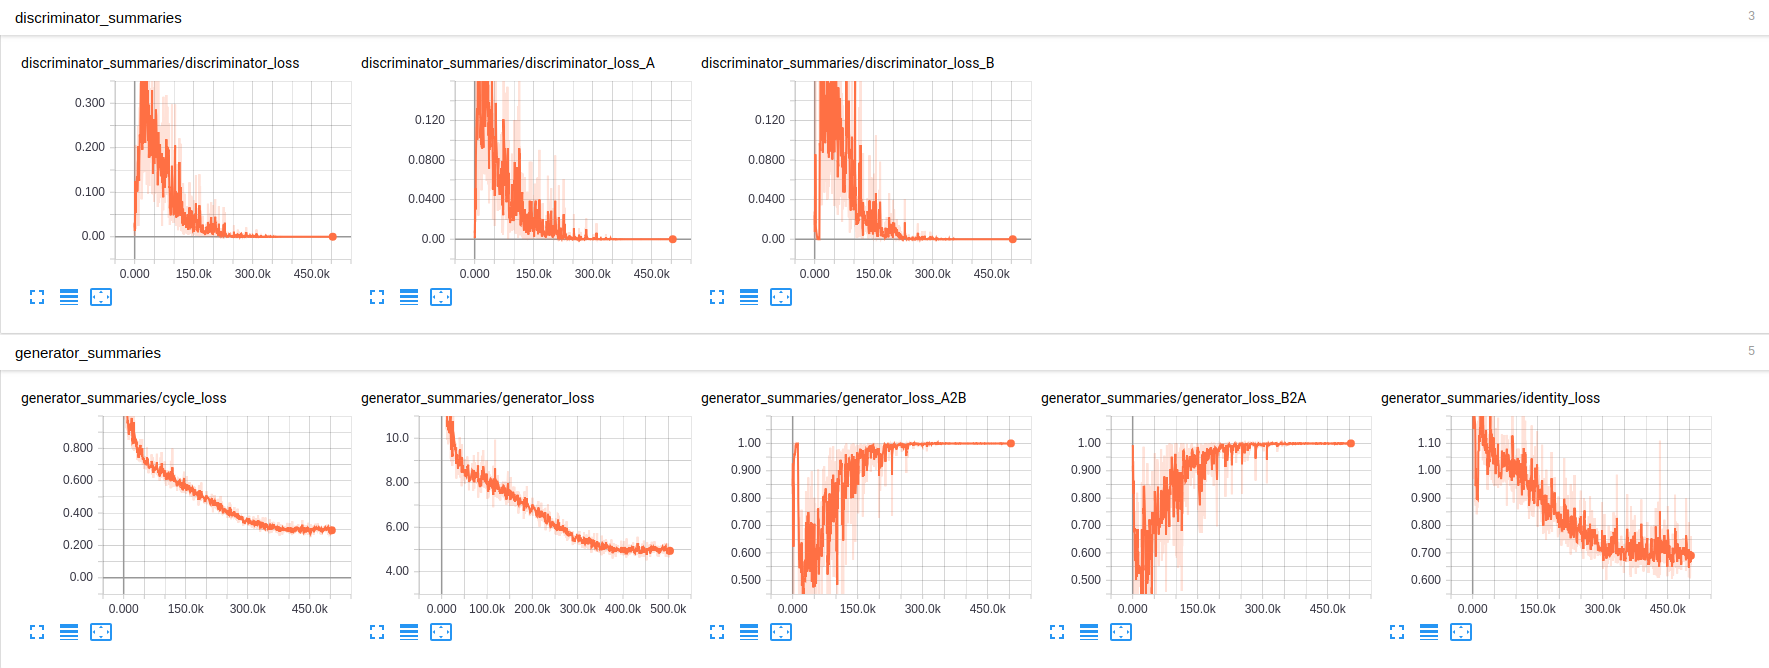 discriminator_summaries 3
discriminator_summaries/discriminator_loss
0.300
0.200
0.100
0.00
0.000 150.0k 300.0k 450.0k
discriminator_summaries/discriminator_loss_A
0.120
0.0800
0.0400
0.00
0.000 150.0k 300.0k 450.0k
discriminator_summaries/discriminator_loss_B
0.120
0.0800
0.0400
0.00
0.000 150.0k 300.0k 450.0k
generator_summaries 5
generator_summaries/cycle_loss
0.800
0.600
0.400
0.200
0.00
0.000 150.0k 300.0k 450.0k
generator_summaries/generator_loss
10.0
8.00
6.00
4.00
0.000 100.0k 200.0k 300.0k 400.0k 500.0k
generator_summaries/generator_loss_A2B
1.00
0.900
0.800
0.700
0.600
0.500
0.000 150.0k 300.0k 450.0k
generator_summaries/generator_loss_B2A
1.00
0.900
0.800
0.700
0.600
0.500
0.000 150.0k 300.0k 450.0k
generator_summaries/identity_loss
1.10
1.00
0.900
0.800
0.700
0.600
0.000 150.0k 300.0k 450.0k